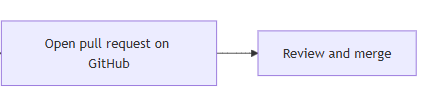 Open pull request on
GitHub
Review and merge